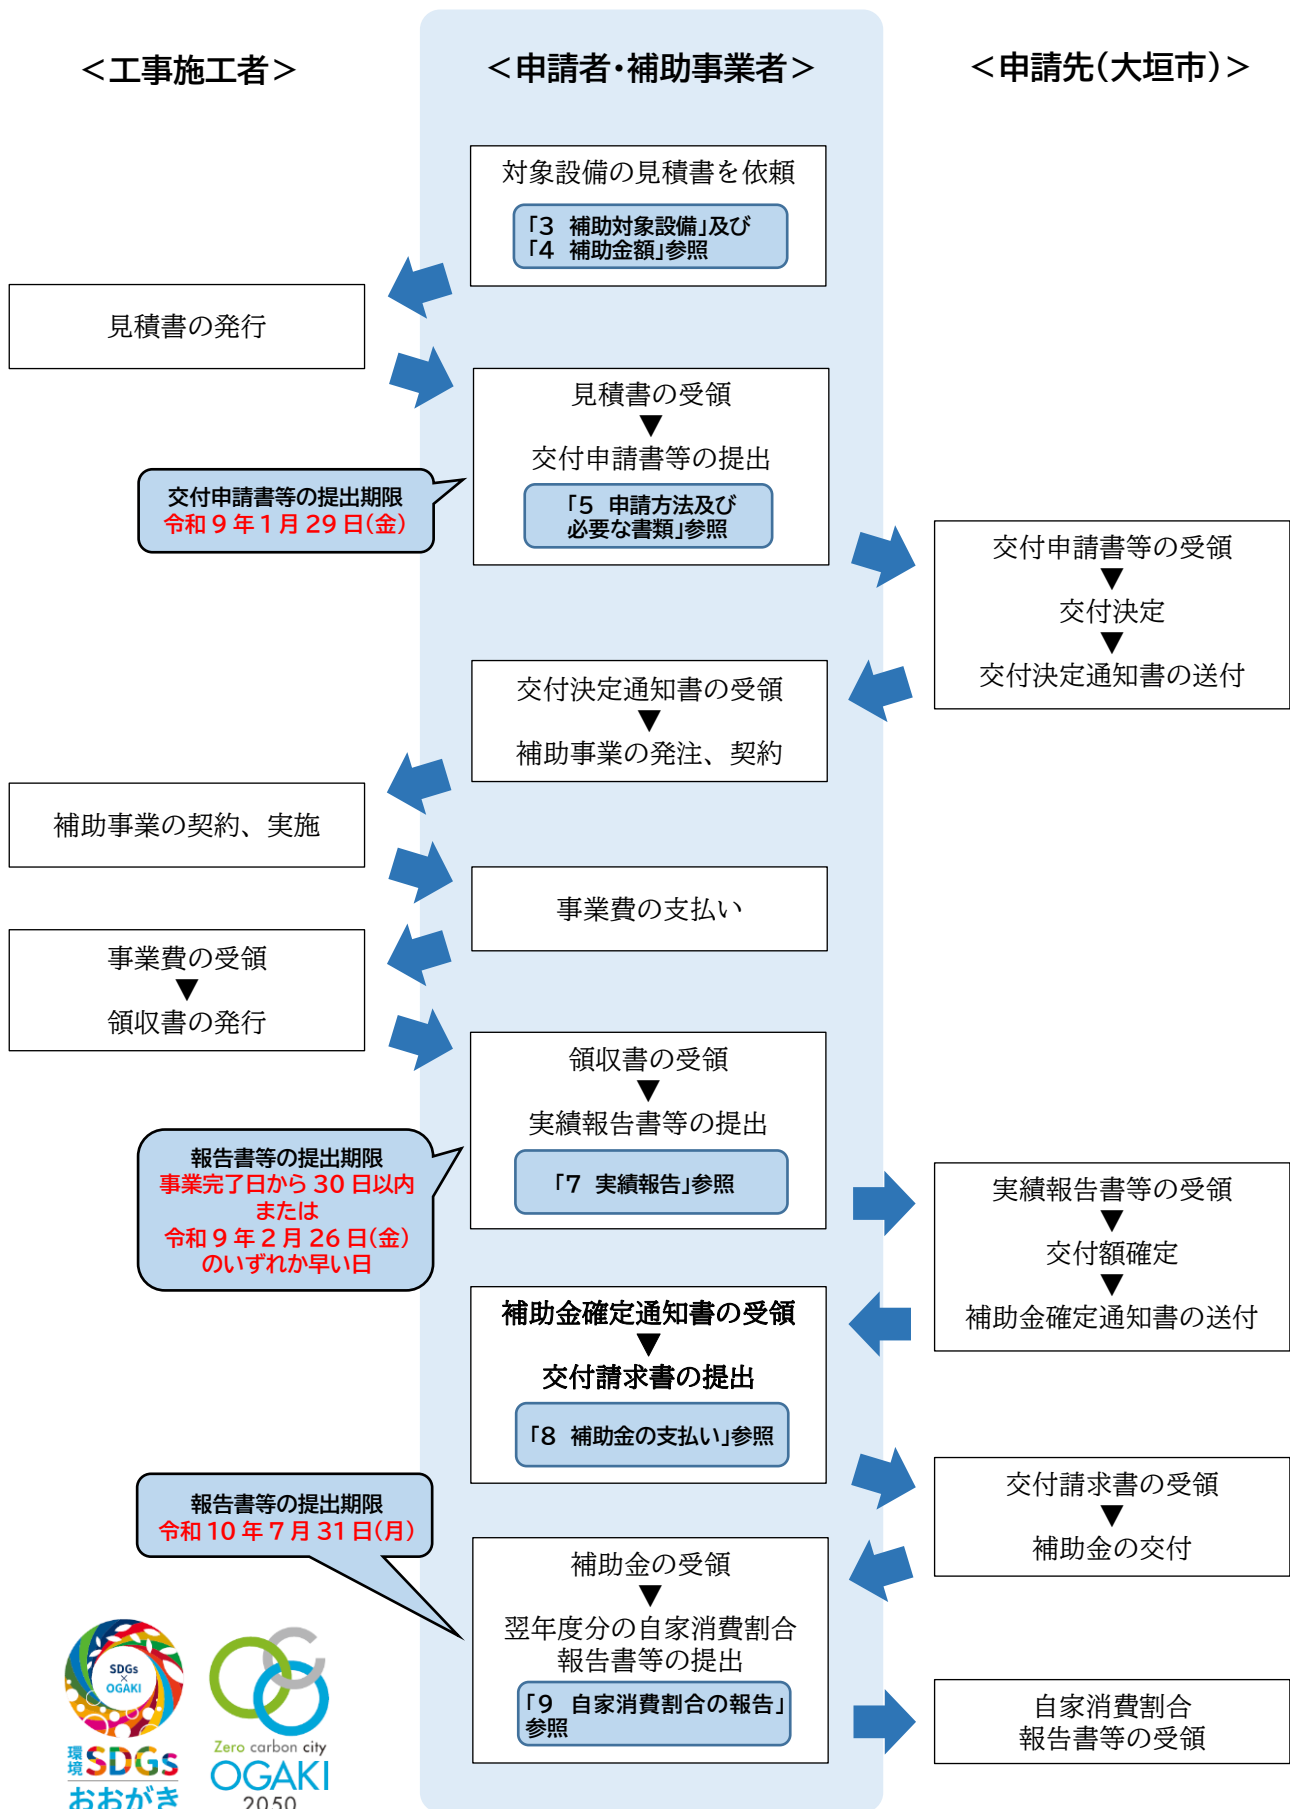 ＜工事施工者＞
＜申請者・補助事業者＞
＜申請先（大垣市）＞
対象設備の見積書を依頼
「3 補助対象設備」及び
「4 補助金額」参照
見積書の発行
見積書の受領
▼
交付申請書等の提出
「5 申請方法及び
必要な書類」参照
交付申請書等の提出期限
令和9年1月29日(金)
交付申請書等の受領
▼
交付決定
▼
交付決定通知書の送付
交付決定通知書の受領
▼
補助事業の発注、契約
補助事業の契約、実施
事業費の支払い
事業費の受領
▼
領収書の発行
領収書の受領
▼
実績報告書等の提出
「7 実績報告」参照
報告書等の提出期限
事業完了日から30日以内
または
令和9年2月26日(金)
のいずれか早い日
実績報告書等の受領
▼
交付額確定
▼
補助金確定通知書の送付
補助金確定通知書の受領
▼
交付請求書の提出
「8 補助金の支払い」参照
交付請求書の受領
▼
補助金の交付
報告書等の提出期限
令和10年7月31日(月)
補助金の受領
▼
翌年度分の自家消費割合
報告書等の提出
「9 自家消費割合の報告」
参照
自家消費割合
報告書等の受領
SDGs
×
OGAKI
環境SDGs
おおがき
Zero carbon city
OGAKI
2050